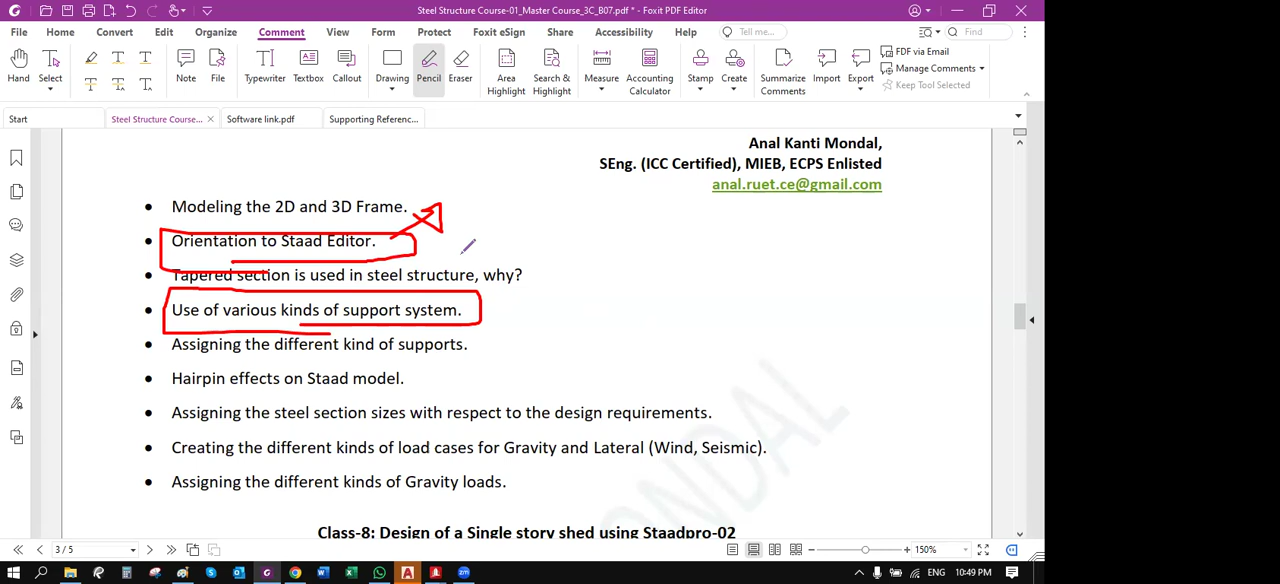 Steel Structure Course-01_Master Course_3C_B07.pdf * - Foxit PDF Editor
File Home Comment View Form Protect Foxit eSign Share Accessibility Help Tell me... Find
Convert Edit Organize
Hand Select Note File Typewriter Textbox Callout Drawing Pencil Eraser Area Highlight Search & Highlight Measure Accounting Calculator Stamp Create Summarize Comments Import Export
FDF via Email
Manage Comments
Keep Tool Selected
Start Steel Structure Course... Software link.pdf Supporting Referenc...
Anal Kanti Mondal,
SEng. (ICC Certified), MIEB, ECPS Enlisted
anal.ruet.ce@gmail.com
• Modeling the 2D and 3D Frame.
• Orientation to Staad Editor.
• Tapered section is used in steel structure, why?
• Use of various kinds of support system.
• Assigning the different kind of supports.
• Hairpin effects on Staad model.
• Assigning the steel section sizes with respect to the design requirements.
• Creating the different kinds of load cases for Gravity and Lateral (Wind, Seismic).
• Assigning the different kinds of Gravity loads.
NDAL
Class-8: Design of a Single story shed using Staadpro-02
3 / 5 150%
ENG 10:49 PM